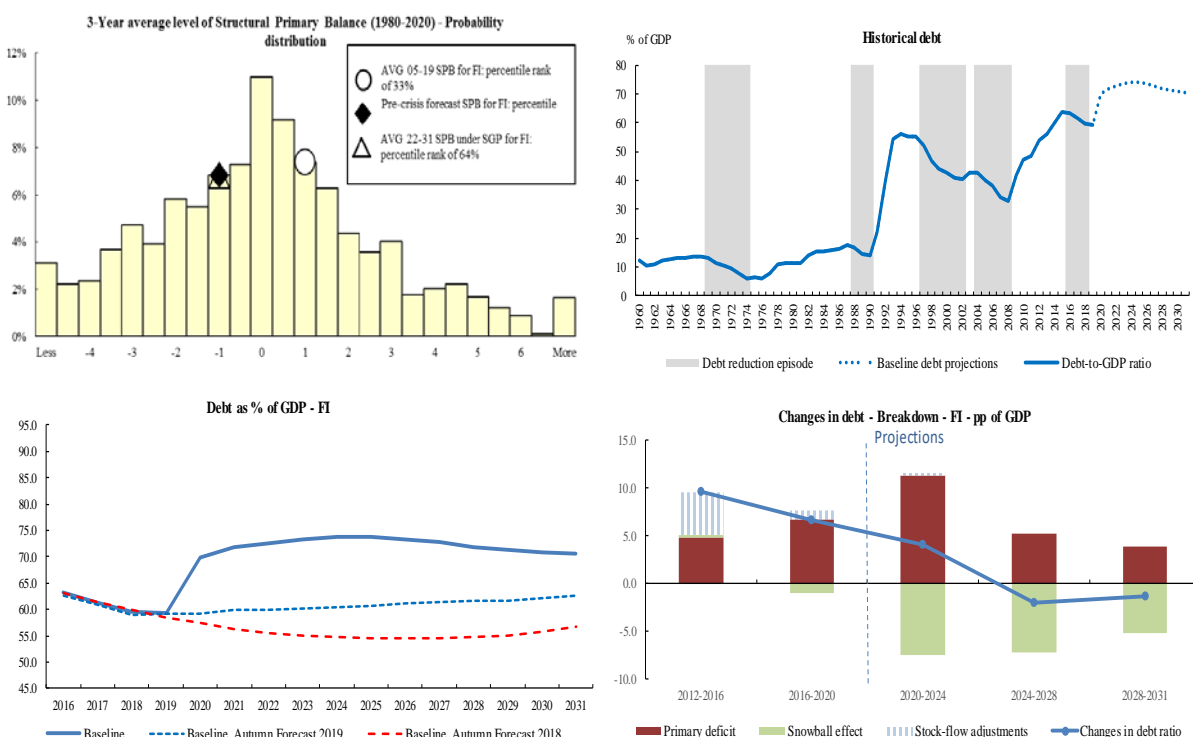 3-Year average level of Structural Primary Balance (1980-2020) - Probability
distribution
12%
10%
8%
6%
4%
2%
0%
AVG 05-19 SPB for FI: percentile rank
of 33%
Pre-crisis forecast SPB for FI: percentile
AVG 22-31 SPB under SGP for FI:
percentile rank of 64%
Less -4 -3 -2 -1 0 1 2 3 4 5 6 More
Historical debt
% of GDP
80
70
60
50
40
30
20
10
0
1960 1962 1964 1966 1968 1970 1972 1974 1976 1978 1980 1982 1984 1986 1988 1990 1992 1994 1996 1998 2000 2002 2004 2006 2008 2010 2012 2014 2016 2018 2020 2022 2024 2026 2028 2030
Debt reduction episode Baseline debt projections Debt-to-GDP ratio
Debt as % of GDP - FI
95.0
90.0
85.0
80.0
75.0
70.0
65.0
60.0
55.0
50.0
45.0
2016 2017 2018 2019 2020 2021 2022 2023 2024 2025 2026 2027 2028 2029 2030 2031
Baseline Baseline Autumn Forecast 2019 Baseline Autumn Forecast 2018
Changes in debt - Breakdown - FI - pp of GDP
Projections
15.0
10.0
5.0
0.0
-5.0
-10.0
2012-2016 2016-2020 2020-2024 2024-2028 2028-2031
Primary deficit Snowball effect Stock-flow adjustments Changes in debt ratio